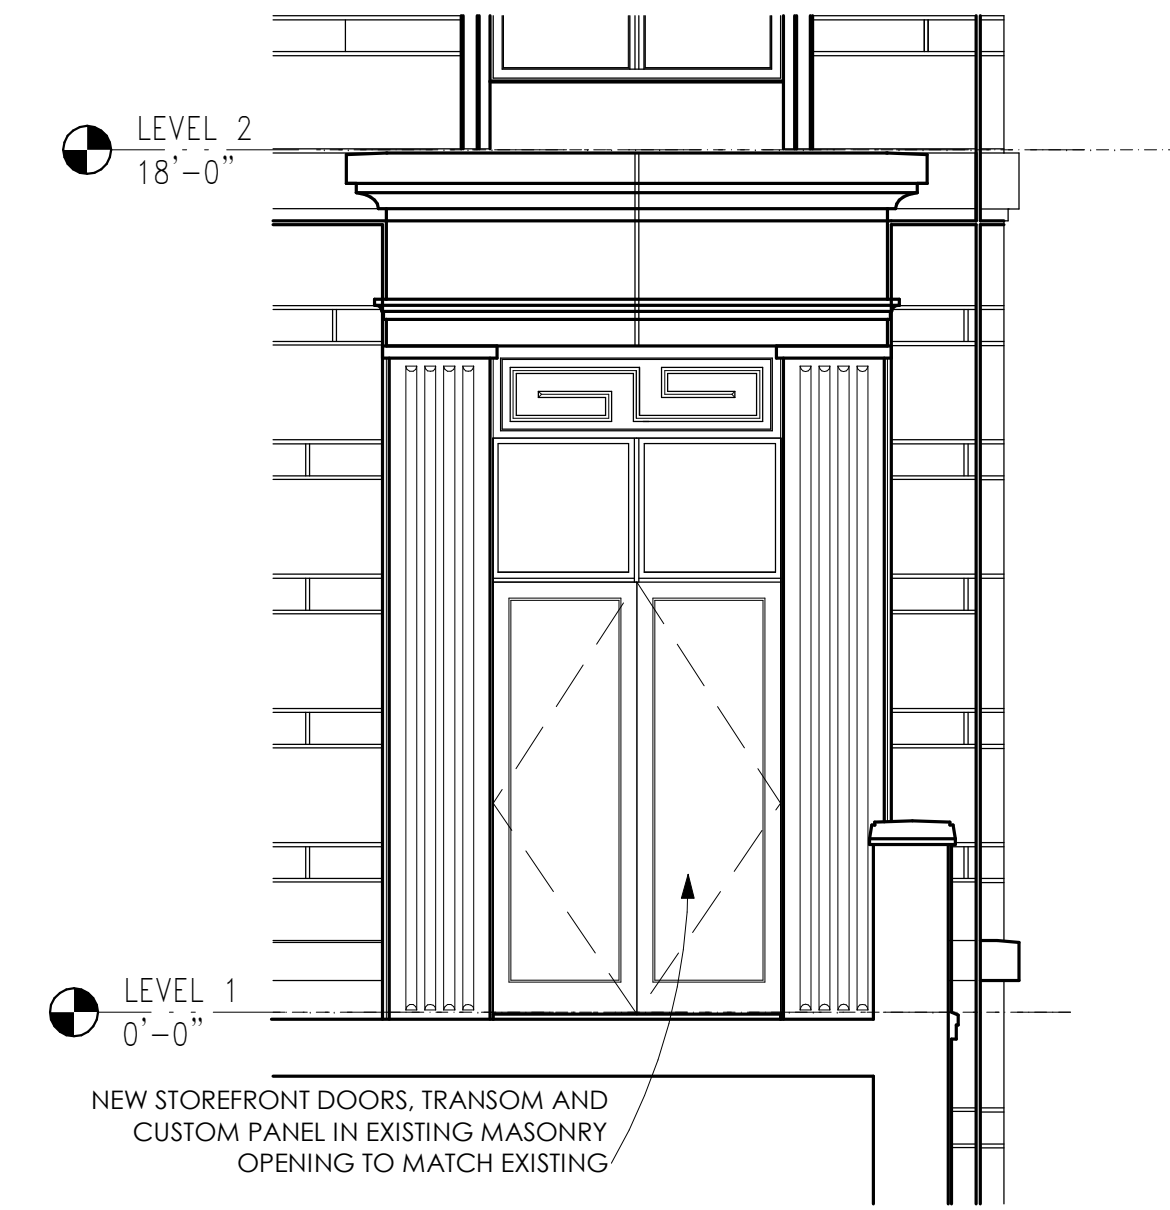 LEVEL 2
18'-0"
LEVEL 1
0'-0"
NEW STOREFRONT DOORS, TRANSOM AND
CUSTOM PANEL IN EXISTING MASONRY
OPENING TO MATCH EXISTING